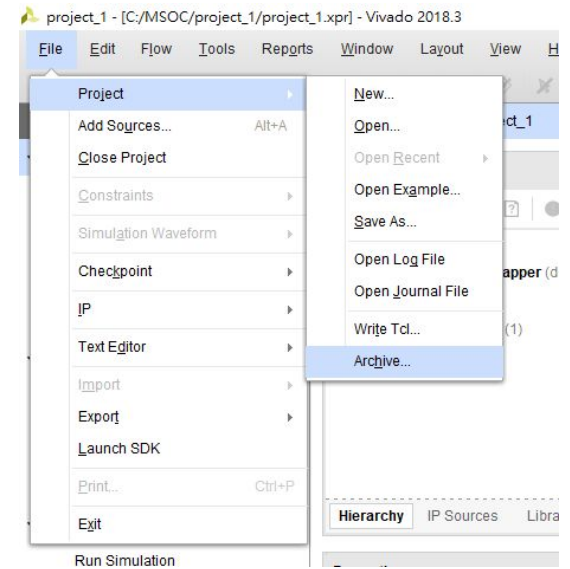 project_1 - [C:/MSOC/project_1/project_1.xpr] - Vivado 2018.3
File Edit Flow Tools Reports Window Layout View H
Project
Add Sources... Alt+A
Close Project
Constraints
Simulation Waveform
Checkpoint
IP
Text Editor
Import
Export
Launch SDK
Print... Ctrl+P
Exit
New...
Open...
Open Recent
Open Example...
Save As...
Open Log File
Open Journal File
Write Tcl...
Archive...
ect_1
apper (d
(1)
Hierarchy IP Sources Libra
Run Simulation